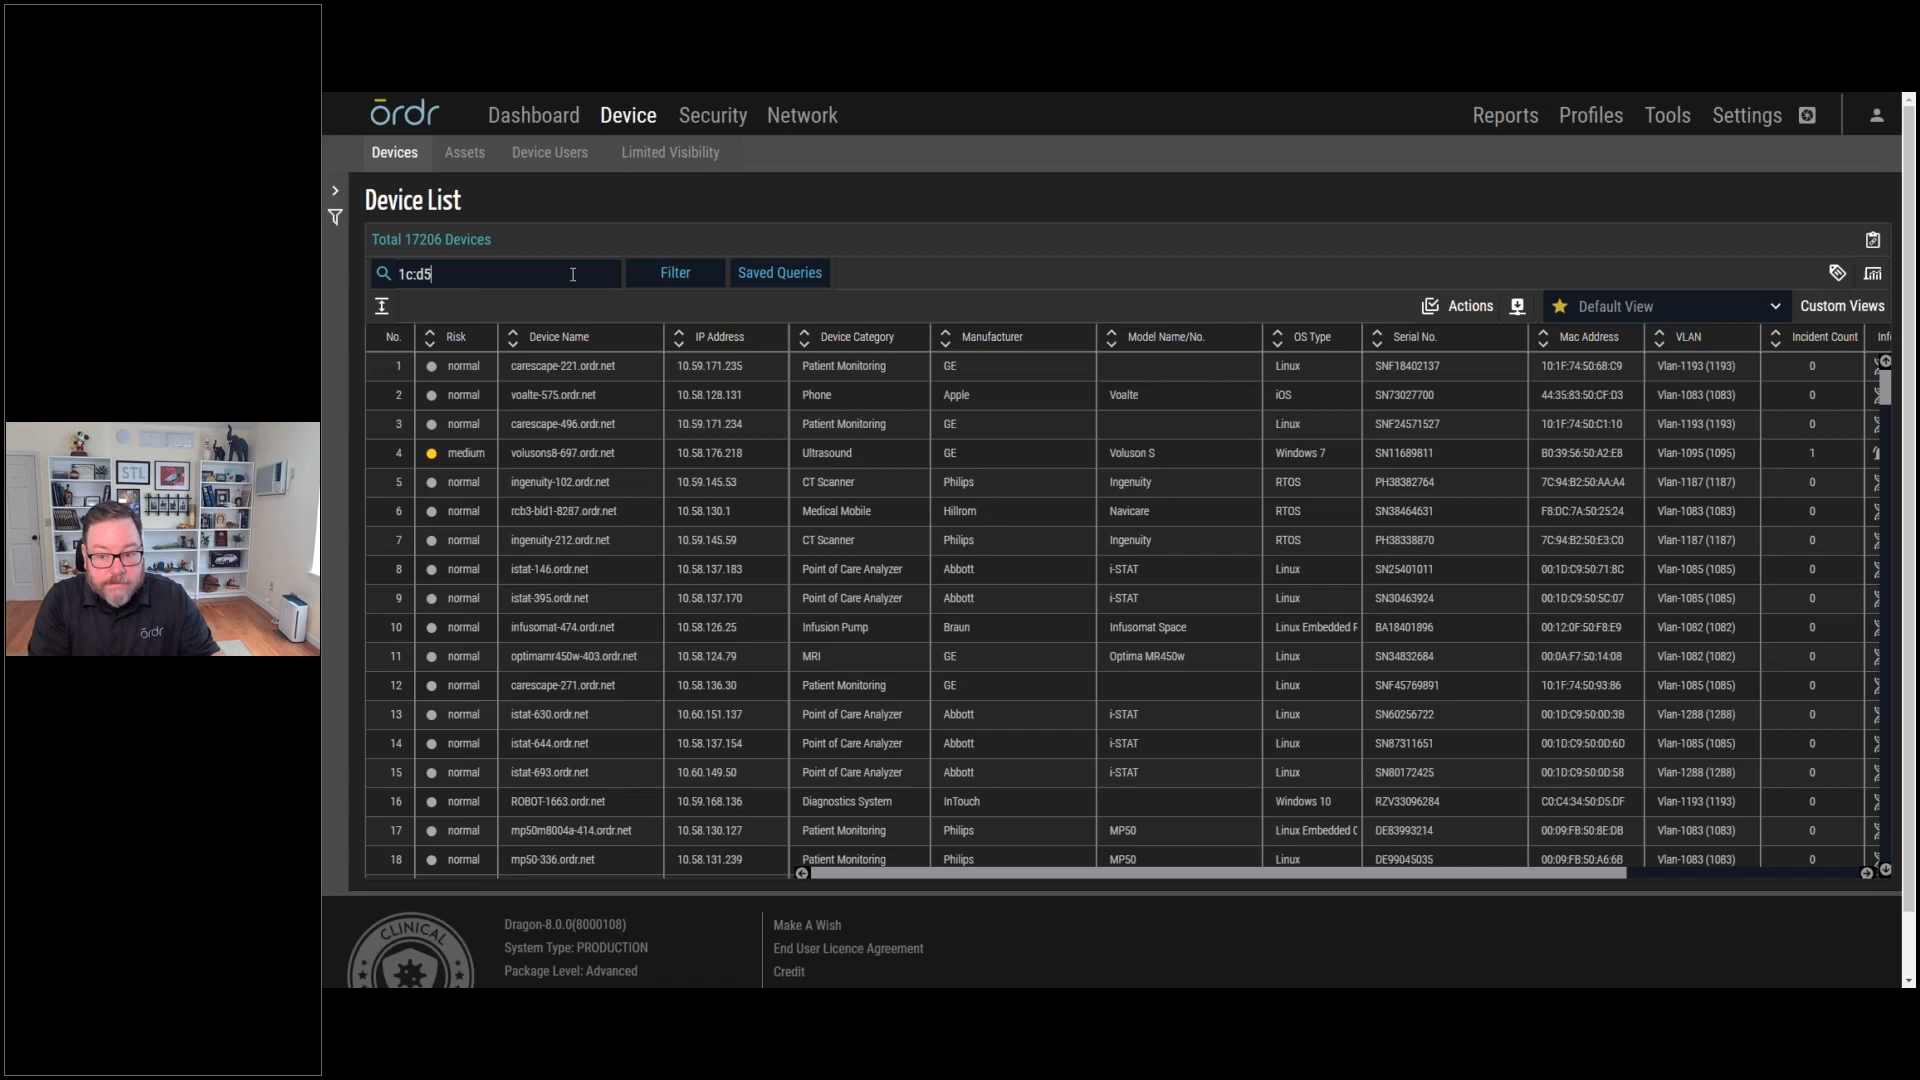 ōrdr Dashboard Device Security Network Reports Profiles Tools Settings
Devices Assets Device Users Limited Visibility
Device List
Total 17206 Devices
1c:d5 Filter Saved Queries
Actions Default View Custom Views
No. Risk Device Name IP Address Device Category Manufacturer Model Name/No. OS Type Serial No. Mac Address VLAN Incident Count
1 normal carescape-221.ordr.net 10.59.171.235 Patient Monitoring GE Linux SNF18402137 10:1F:74:50:68:C9 Vlan-1193 (1193) 0
2 normal voalte-575.ordr.net 10.58.128.131 Phone Apple Voalte iOS SN73027700 44:35:83:50:CF:D3 Vlan-1083 (1083) 0
3 normal carescape-496.ordr.net 10.59.171.234 Patient Monitoring GE Linux SNF24571527 10:1F:74:50:C1:10 Vlan-1193 (1193) 0
4 medium volusons8-697.ordr.net 10.58.176.218 Ultrasound GE Voluson S Windows 7 SN11689811 B0:39:56:50:A2:E8 Vlan-1095 (1095) 1
5 normal ingenuity-102.ordr.net 10.59.145.53 CT Scanner Philips Ingenuity RTOS PH38382764 7C:94:B2:50:AA:A4 Vlan-1187 (1187) 0
6 normal rcb3-bld1-8287.ordr.net 10.58.130.1 Medical Mobile Hillrom Navicare RTOS SN38464631 F8:DC:7A:50:25:24 Vlan-1083 (1083) 0
7 normal ingenuity-212.ordr.net 10.59.145.59 CT Scanner Philips Ingenuity RTOS PH38338870 7C:94:B2:50:E3:C0 Vlan-1187 (1187) 0
8 normal istat-146.ordr.net 10.58.137.183 Point of Care Analyzer Abbott i-STAT Linux SN25401011 00:1D:C9:50:71:8C Vlan-1085 (1085) 0
9 normal istat-395.ordr.net 10.58.137.170 Point of Care Analyzer Abbott i-STAT Linux SN30463924 00:1D:C9:50:5C:07 Vlan-1085 (1085) 0
10 normal infusomat-474.ordr.net 10.58.126.25 Infusion Pump Braun Infusomat Space Linux Embedded BA18401896 00:12:0F:50:F8:E9 Vlan-1082 (1082) 0
11 normal optimamr450w-403.ordr.net 10.58.124.79 MRI GE Optima MR450w Linux SN34832684 00:0A:F7:50:14:08 Vlan-1082 (1082) 0
12 normal carescape-271.ordr.net 10.58.136.30 Patient Monitoring GE Linux SNF45769891 10:1F:74:50:93:86 Vlan-1085 (1085) 0
13 normal istat-630.ordr.net 10.60.151.137 Point of Care Analyzer Abbott i-STAT Linux SN60256722 00:1D:C9:50:0D:3B Vlan-1288 (1288) 0
14 normal istat-644.ordr.net 10.58.137.154 Point of Care Analyzer Abbott i-STAT Linux SN87311651 00:1D:C9:50:0D:6D Vlan-1085 (1085) 0
15 normal istat-693.ordr.net 10.60.149.50 Point of Care Analyzer Abbott i-STAT Linux SN80172425 00:1D:C9:50:0D:58 Vlan-1288 (1288) 0
16 normal ROBOT-1663.ordr.net 10.59.168.136 Diagnostics System InTouch Windows 10 RZV33096284 C0:C4:34:50:D5:DF Vlan-1193 (1193) 0
17 normal mp50m8004a-414.ordr.net 10.58.130.127 Patient Monitoring Philips MP50 Linux Embedded DE83993214 00:09:FB:50:8E:DB Vlan-1083 (1083) 0
18 normal mp50-336.ordr.net 10.58.131.239 Patient Monitoring Philips MP50 Linux DE99045035 00:09:FB:50:A6:6B Vlan-1083 (1083) 0
CLINICAL
Dragon-8.0.0(8000108)
System Type: PRODUCTION
Package Level: Advanced
Make A Wish
End User Licence Agreement
Credit
STL
ōrdr